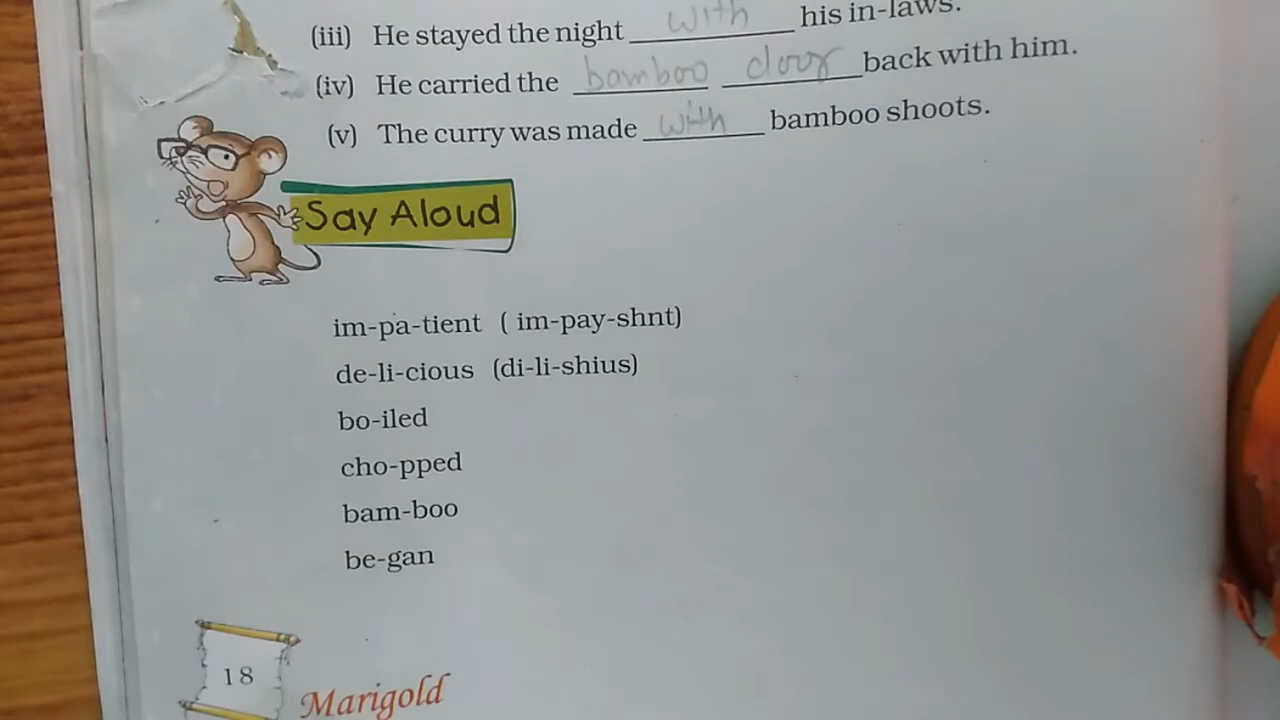 (iii) He stayed the night with his in-laws.
(iv) He carried the bamboo door back with him.
(v) The curry was made with bamboo shoots.
Say Aloud
im-pa-tient ( im-pay-shnt)
de-li-cious (di-li-shius)
bo-iled
cho-pped
bam-boo
be-gan
18
Marigold